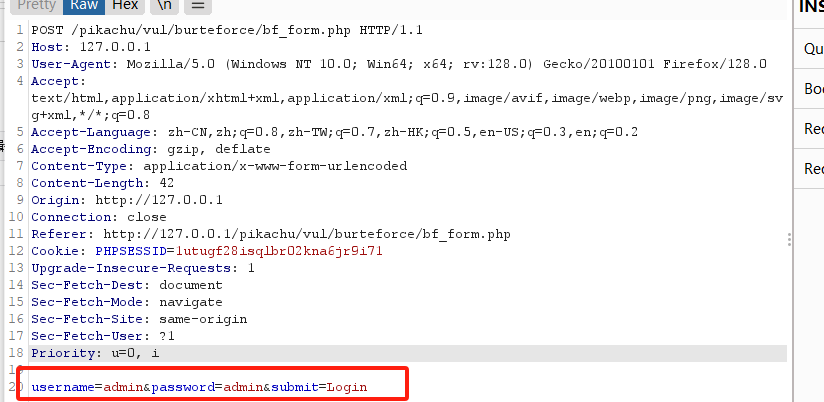 Pretty Raw Hex \n INS
1 POST /pikachu/vul/burteforce/bf_form.php HTTP/1.1
2 Host: 127.0.0.1
3 User-Agent: Mozilla/5.0 (Windows NT 10.0; Win64; x64; rv:128.0) Gecko/20100101 Firefox/128.0
4 Accept:
text/html,application/xhtml+xml,application/xml;q=0.9,image/avif,image/webp,image/png,image/sv
g+xml,*/*;q=0.8
5 Accept-Language: zh-CN,zh;q=0.8,zh-TW;q=0.7,zh-HK;q=0.5,en-US;q=0.3,en;q=0.2
6 Accept-Encoding: gzip, deflate
7 Content-Type: application/x-www-form-urlencoded
8 Content-Length: 42
9 Origin: http://127.0.0.1
10 Connection: close
11 Referer: http://127.0.0.1/pikachu/vul/burteforce/bf_form.php
12 Cookie: PHPSESSID=1utugf28isqlbr02kna6jr9i71
13 Upgrade-Insecure-Requests: 1
14 Sec-Fetch-Dest: document
15 Sec-Fetch-Mode: navigate
16 Sec-Fetch-Site: same-origin
17 Sec-Fetch-User: ?1
18 Priority: u=0, i
19
20 username=admin&password=admin&submit=Login
Qu
Boo
Rec
Rec